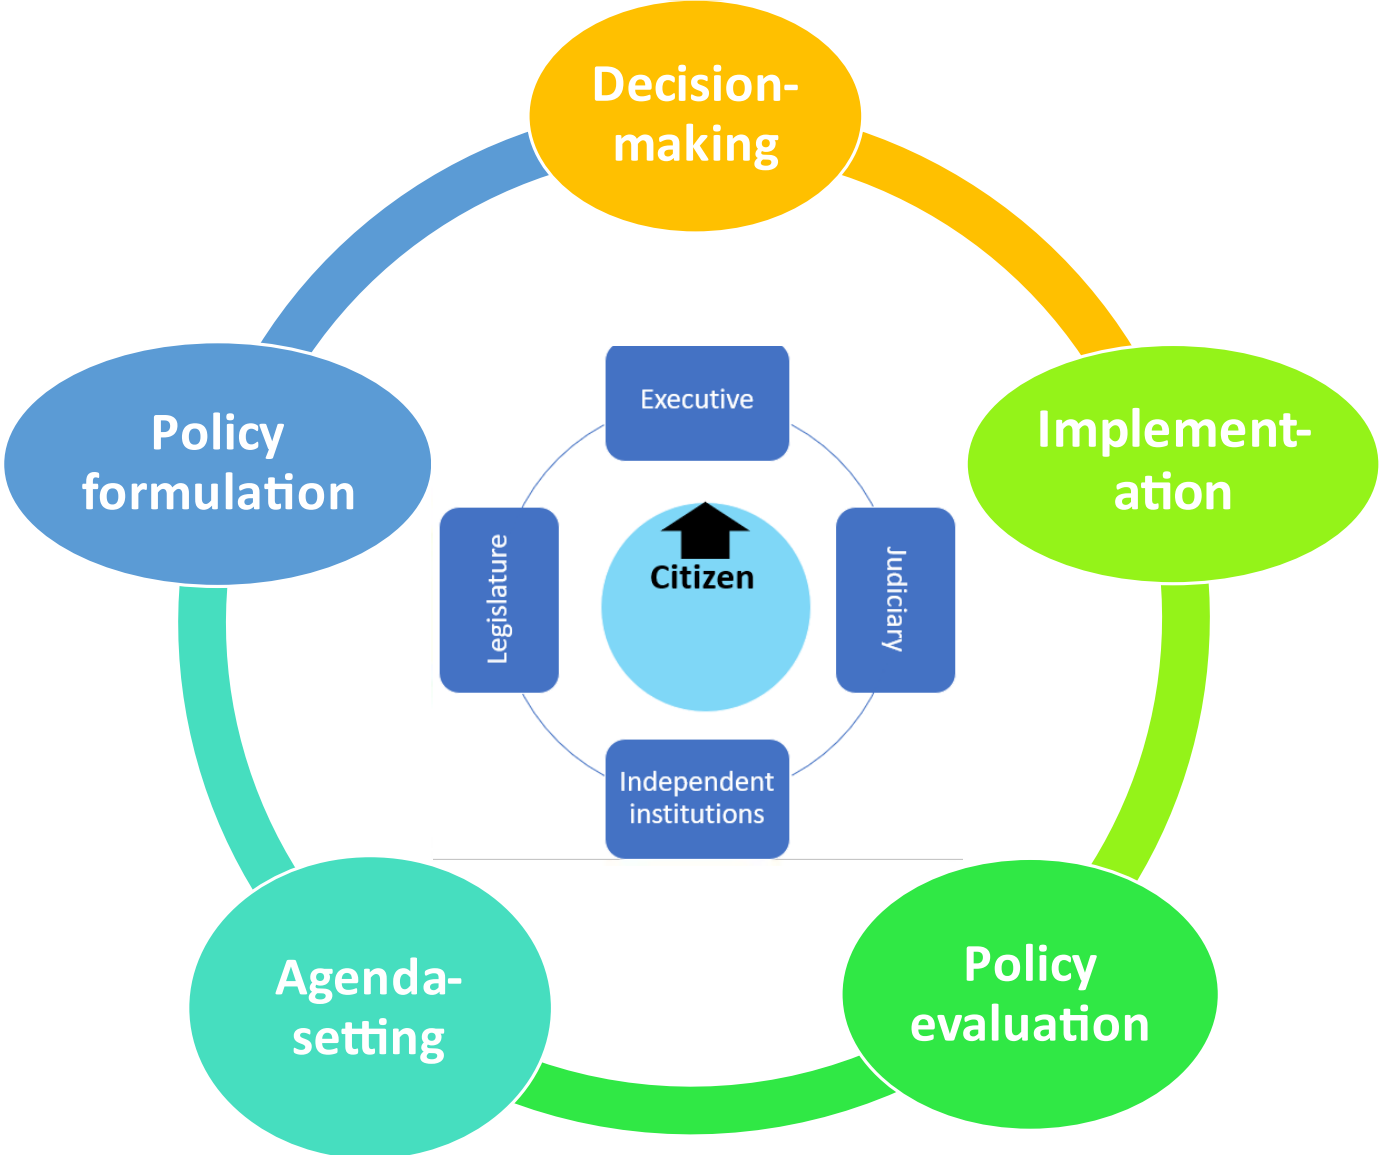 Decision-
making
Policy
formulation
Implement-
ation
Executive
Legislature
Citizen
Judiciary
Independent
institutions
Agenda-
setting
Policy
evaluation